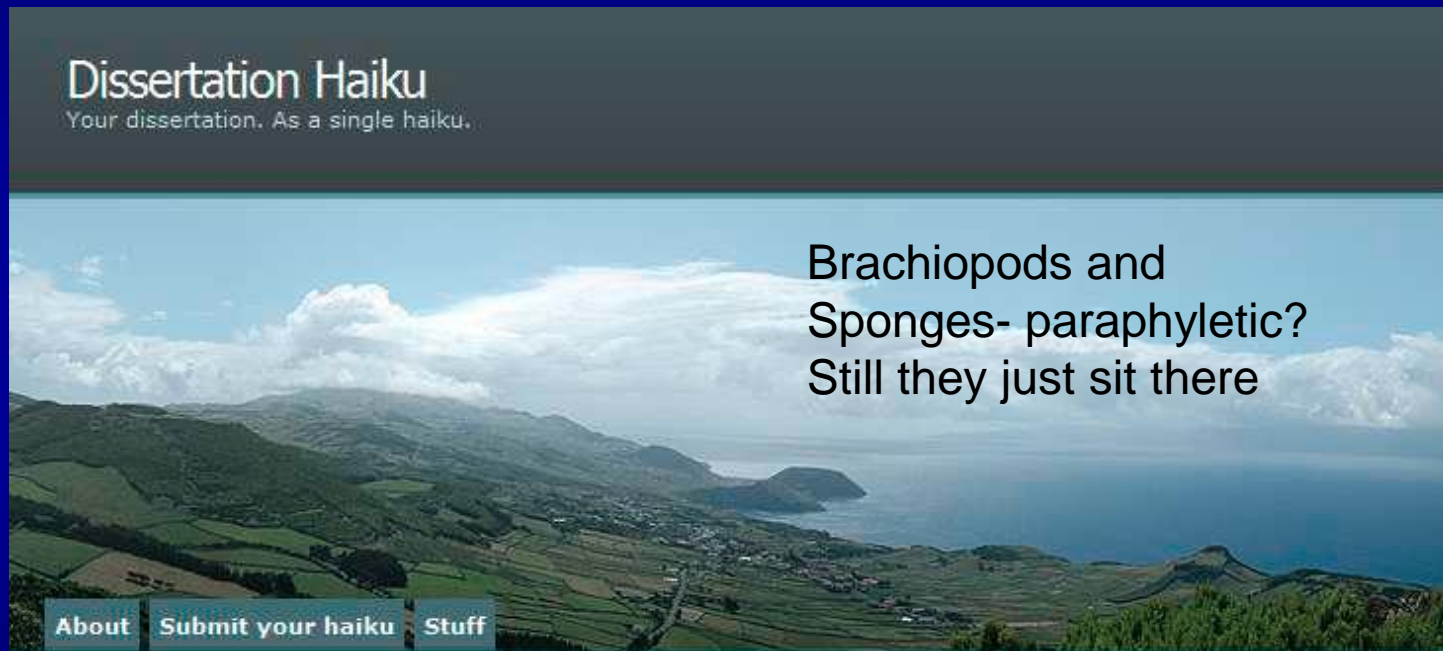 Dissertation Haiku
Your dissertation. As a single haiku.
Brachiopods and
Sponges- paraphyletic?
Still they just sit there
About Submit your haiku Stuff